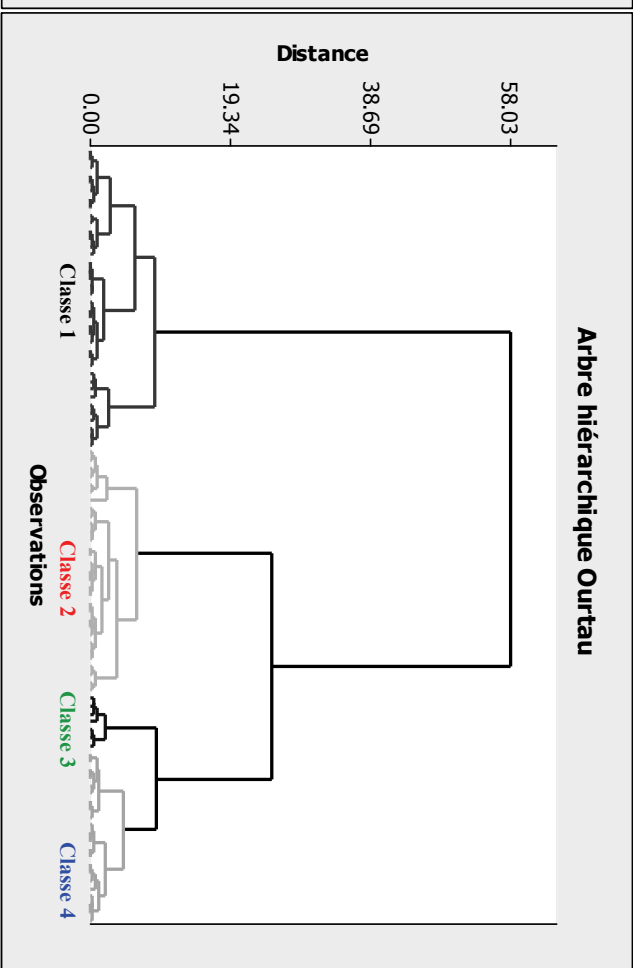 Arbre hiérarchique Ourtau
Distance
58.03
38.69
19.34
0.00
Classe 1
Classe 2
Classe 3
Classe 4
Observations